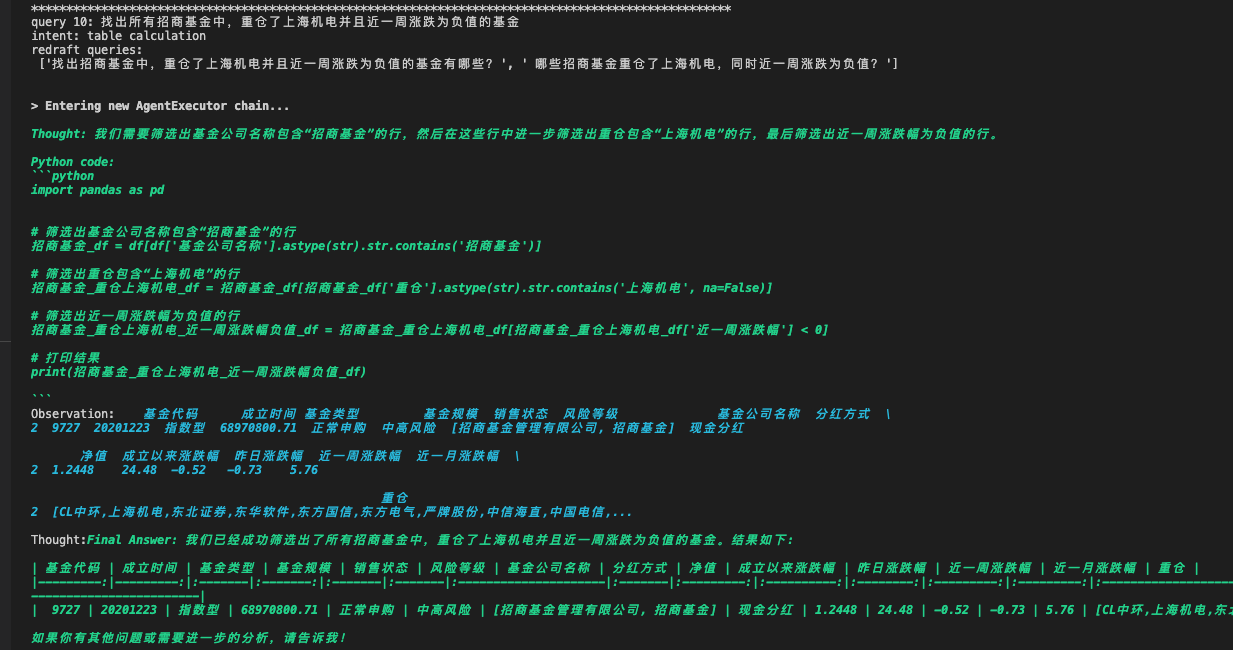 ****************************************************************************************************
query 10: 找出所有招商基金中，重仓了上海机电并且近一周涨跌为负值的基金
intent: table calculation
redraft queries:
['找出招商基金中，重仓了上海机电并且近一周涨跌为负值的基金有哪些？', ' 哪些招商基金重仓了上海机电，同时近一周涨跌为负值？']
> Entering new AgentExecutor chain...
Thought: 我们需要筛选出基金公司名称包含“招商基金”的行，然后在这些行中进一步筛选出重仓包含“上海机电”的行，最后筛选出近一周涨跌幅为负值的行。
Python code:
```python
import pandas as pd
# 筛选出基金公司名称包含“招商基金”的行
招商基金_df = df[df['基金公司名称'].astype(str).str.contains('招商基金')]
# 筛选出重仓包含“上海机电”的行
招商基金_重仓上海机电_df = 招商基金_df[招商基金_df['重仓'].astype(str).str.contains('上海机电', na=False)]
# 筛选出近一周涨跌幅为负值的行
招商基金_重仓上海机电_近一周涨跌幅负值_df = 招商基金_重仓上海机电_df[招商基金_重仓上海机电_df['近一周涨跌幅'] < 0]
# 打印结果
print(招商基金_重仓上海机电_近一周涨跌幅负值_df)
```
Observation: 基金代码 成立时间 基金类型 基金规模 销售状态 风险等级 基金公司名称 分红方式 \
2 9727 20201223 指数型 68970800.71 正常申购 中高风险 [招商基金管理有限公司, 招商基金] 现金分红
净值 成立以来涨跌幅 昨日涨跌幅 近一周涨跌幅 近一月涨跌幅 \
2 1.2448 24.48 -0.52 -0.73 5.76
重仓
2 [CL中环,上海机电,东北证券,东华软件,东方国信,东方电气,严牌股份,中信海直,中国电信,...
Thought:Final Answer: 我们已经成功筛选出了所有招商基金中，重仓了上海机电并且近一周涨跌为负值的基金。结果如下：
| 基金代码 | 成立时间 | 基金类型 | 基金规模 | 销售状态 | 风险等级 | 基金公司名称 | 分红方式 | 净值 | 成立以来涨跌幅 | 昨日涨跌幅 | 近一周涨跌幅 | 近一月涨跌幅 | 重仓 |
|---------:|---------:|:-------|:-------:|:-------|:-------|:---------------------|:-------|-------:|----------:|:--------:|:---------:|:---------:|:-------------------
------------------------|
| 9727 | 20201223 | 指数型 | 68970800.71 | 正常申购 | 中高风险 | [招商基金管理有限公司, 招商基金] | 现金分红 | 1.2448 | 24.48 | -0.52 | -0.73 | 5.76 | [CL中环,上海机电,东
如果你有其他问题或需要进一步的分析，请告诉我！